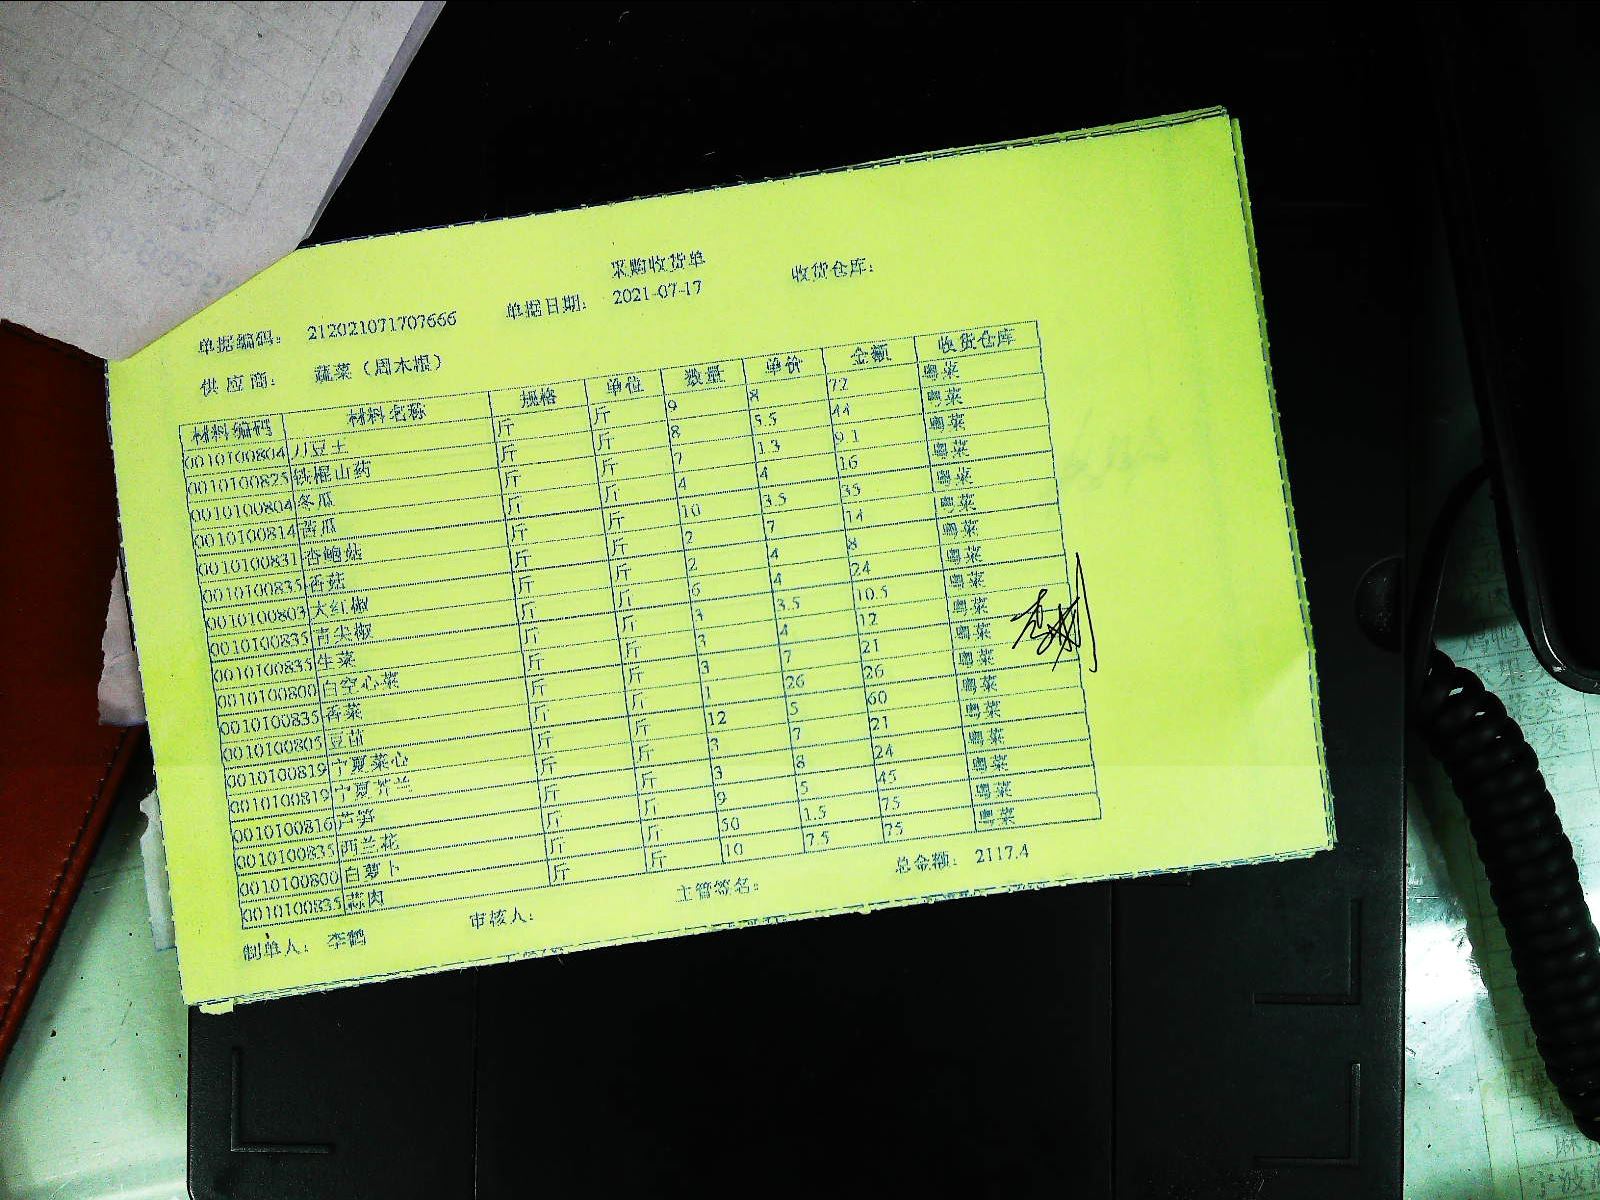 采购收货单
单据编码： 212021071707666 单据日期： 2021-07-17 收货仓库：
供应商： 蔬菜（周木根）
材料编码 材料名称 规格 单位 数量 单价 金额 收货仓库
0010100804 刀豆土 斤 斤 9 8 72 粤菜
0010100825 铁棍山药 斤 斤 8 5.5 44 粤菜
0010100804 冬瓜 斤 斤 7 1.3 9.1 粤菜
0010100814 黄瓜 斤 斤 4 4 16 粤菜
0010100831 杏鲍菇 斤 斤 10 3.5 35 粤菜
0010100835 香菇 斤 斤 2 7 14 粤菜
0010100803 大红椒 斤 斤 2 4 8 粤菜
0010100835 青尖椒 斤 斤 6 4 24 粤菜
0010100835 生菜 斤 斤 3 3.5 10.5 粤菜
0010100800 白空心菜 斤 斤 3 4 12 粤菜
0010100835 香菜 斤 斤 3 7 21 粤菜
0010100805 豆苗 斤 斤 1 26 26 粤菜
0010100819 宁夏菜心 斤 斤 12 5 60 粤菜
0010100819 宁夏芥兰 斤 斤 3 7 21 粤菜
0010100816 芦笋 斤 斤 3 8 24 粤菜
0010100835 西兰花 斤 斤 9 5 45 粤菜
0010100800 白萝卜 斤 斤 50 1.5 75 粤菜
0010100835 蒜肉 斤 斤 10 7.5 75 粤菜
制单人： 李鹤 审核人： 主管签名： 总金额： 2117.4